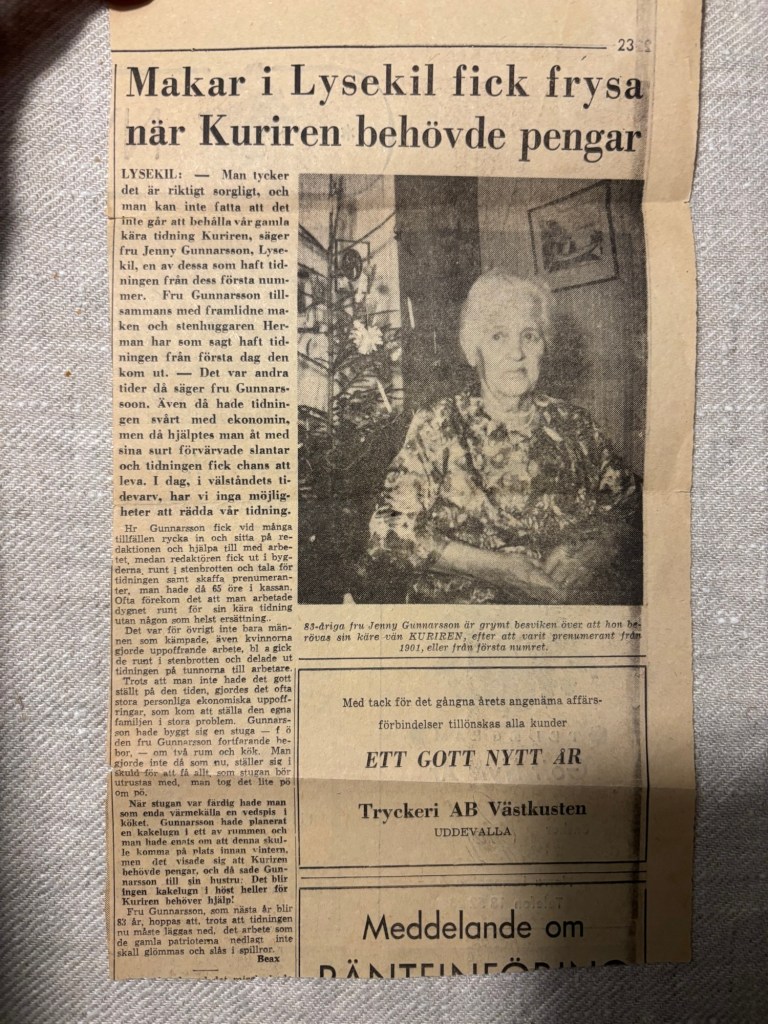 23
Makar i Lysekil fick frysa
när Kuriren behövde pengar
LYSEKIL: — Man tycker
det är riktigt sorgligt, och
man kan inte fatta att det
inte går att behålla vår gamla
kära tidning Kuriren, säger
fru Jenny Gunnarsson, Lyse-
kil, en av dessa som haft tid-
ningen från dess första num-
mer. Fru Gunnarsson till-
sammans med framlidne ma-
ken och stenhuggaren Her-
man har som sagt haft tid-
ningen från första dag den
kom ut. — Det var andra
tider då säger fru Gunnars-
soon. Även då hade tidnin-
gen svårt med ekonomin,
men då hjälptes man åt med
sina surt förvärvade slantar
och tidningen fick chans att
leva. I dag, i välståndets ti-
devarv, har vi inga möjlig-
heter att rädda vår tidning.
Hr Gunnarsson fick vid många
tillfällen rycka in och sitta på re-
daktionen och hjälpa till med arbe-
tet, medan redaktören fick ut i byg-
derna runt i stenbrotten och tala för
tidningen samt skaffa prenumeran-
ter, man hade då 65 öre i kassan.
Ofta förekom det att man arbetade
dygnet runt för sin kära tidning
utan någon som helst ersättning..
Det var för övrigt inte bara män-
nen som kämpade, även kvinnorna
gjorde uppoffrande arbete, bl a gick
de runt i stenbrotten och delade ut
tidningen på tunnorna till arbetare.
Trots att man inte hade det gott
ställt på den tiden, gjordes det ofta
stora personliga ekonomiska uppoff-
ringar, som kom att ställa den egna
familjen i stora problem. Gunnars-
son hade byggt sig en stuga — f ö
den fru Gunnarsson fortfarande be-
bor, — om två rum och kök. Man
gjorde inte då som nu, ställer sig i
skuld för att få allt, som stugan bör
utrustas med, man tog det lite pö
om pö.
När stugan var färdig hade man
som enda värmekälla en vedspis i
köket. Gunnarsson hade planerat
en kakelugn i ett av rummen och
man hade enats om att denna skul-
le komma på plats innan vintern,
men det visade sig att Kuriren
behövde pengar, och då sade Gun-
narsson till sin hustru: Det blir
ingen kakelugn i höst heller för
Kuriren behöver hjälp!
Fru Gunnarsson, som nästa år blir
83 år, hoppas att, trots att tidningen
nu måste läggas ned, det arbete som
de gamla patrioterna nedlagt inte
skall glömmas och slås i spillror.
Beax
83-åriga fru Jenny Gunnarsson är grymt besviken över att hon be-
rövas sin käre vän KURIREN, efter att varit prenumerant från
1901, eller från första numret.
Med tack för det gångna årets angenäma affärs-
förbindelser tillönskas alla kunder
ETT GOTT NYTT ÅR
Tryckeri AB Västkusten
UDDEVALLA
Meddelande om
RÄNTEINFÖRING